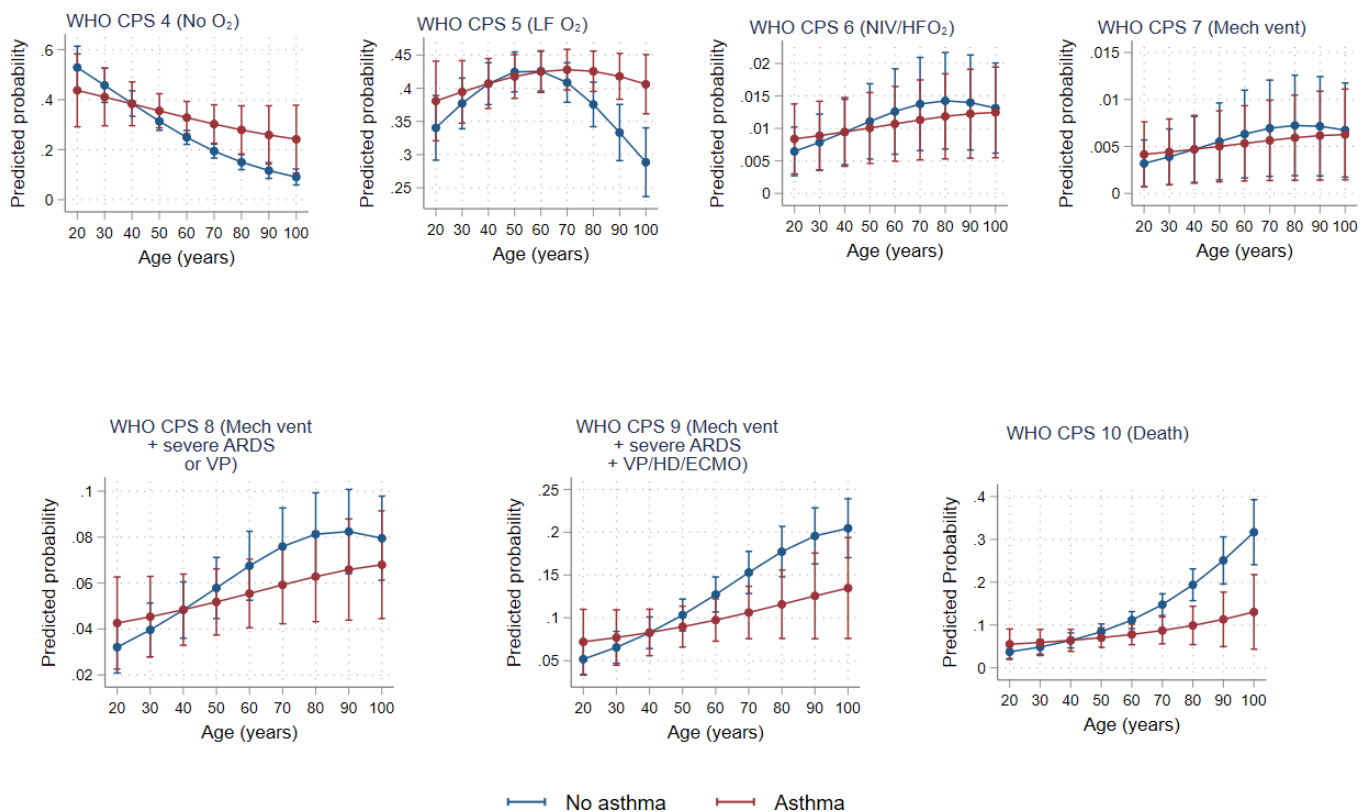 WHO CPS 4 (No O₂)
Predicted probability
.6
.4
.2
0
20 30 40 50 60 70 80 90 100
Age (years)
WHO CPS 5 (LF O₂)
Predicted probability
.45
.4
.35
.3
.25
20 30 40 50 60 70 80 90 100
Age (years)
WHO CPS 6 (NIV/HFO₂)
Predicted probability
.02
.015
.01
.005
0
20 30 40 50 60 70 80 90 100
Age (years)
WHO CPS 7 (Mech vent)
Predicted probability
.015
.01
.005
0
20 30 40 50 60 70 80 90 100
Age (years)
WHO CPS 8 (Mech vent
+ severe ARDS
or VP)
Predicted probability
.1
.08
.06
.04
.02
20 30 40 50 60 70 80 90 100
Age (years)
WHO CPS 9 (Mech vent
+ severe ARDS
+ VP/HD/ECMO)
Predicted probability
.25
.2
.15
.1
.05
20 30 40 50 60 70 80 90 100
Age (years)
WHO CPS 10 (Death)
Predicted Probability
.4
.3
.2
.1
0
20 30 40 50 60 70 80 90 100
Age (years)
No asthma Asthma